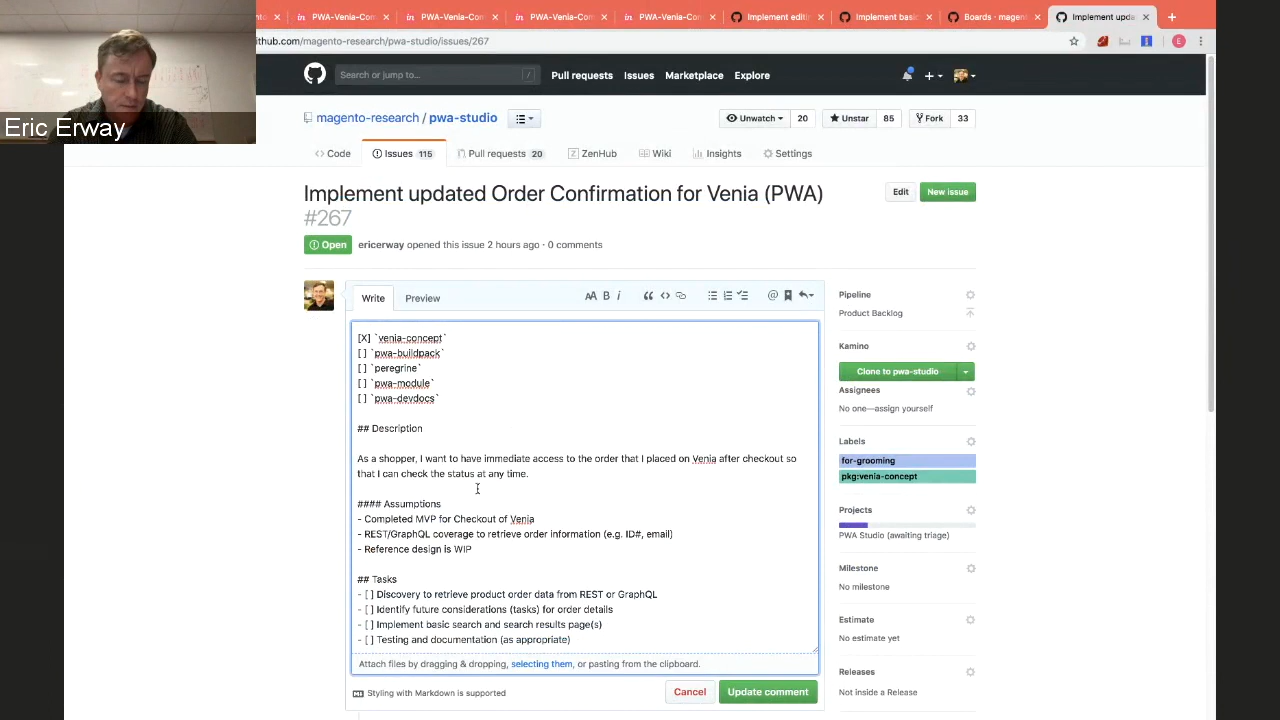 PWA-Venia-Com
PWA-Venia-Com
PWA-Venia-Com
PWA-Venia-Com
Implement editi
Implement basi
Boards · magen
Implement upda
github.com/magento-research/pwa-studio/issues/267
E
Search or jump to...
/
Pull requests
Issues
Marketplace
Explore
Eric Erway
magento-research / pwa-studio
Unwatch
20
Unstar
85
Fork
33
Code
Issues 115
Pull requests 20
ZenHub
Wiki
Insights
Settings
Implement updated Order Confirmation for Venia (PWA)
#267
Edit
New issue
Open
ericerway opened this issue 2 hours ago · 0 comments
Write
Preview
AA B i
[X] `venia-concept`
[ ] `pwa-buildpack`
[ ] `peregrine`
[ ] `pwa-module`
[ ] `pwa-devdocs`
## Description
As a shopper, I want to have immediate access to the order that I placed on Venia after checkout so
that I can check the status at any time.
#### Assumptions
- Completed MVP for Checkout of Venia
- REST/GraphQL coverage to retrieve order information (e.g. ID#, email)
- Reference design is WIP
## Tasks
- [ ] Discovery to retrieve product order data from REST or GraphQL
- [ ] Identify future considerations (tasks) for order details
- [ ] Implement basic search and search results page(s)
- [ ] Testing and documentation (as appropriate)
Attach files by dragging & dropping, selecting them, or pasting from the clipboard.
Styling with Markdown is supported
Cancel
Update comment
Pipeline
Product Backlog
Kamino
Clone to pwa-studio
Assignees
No one—assign yourself
Labels
for-grooming
pkg:venia-concept
Projects
PWA Studio (awaiting triage)
Milestone
No milestone
Estimate
No estimate yet
Releases
Not inside a Release